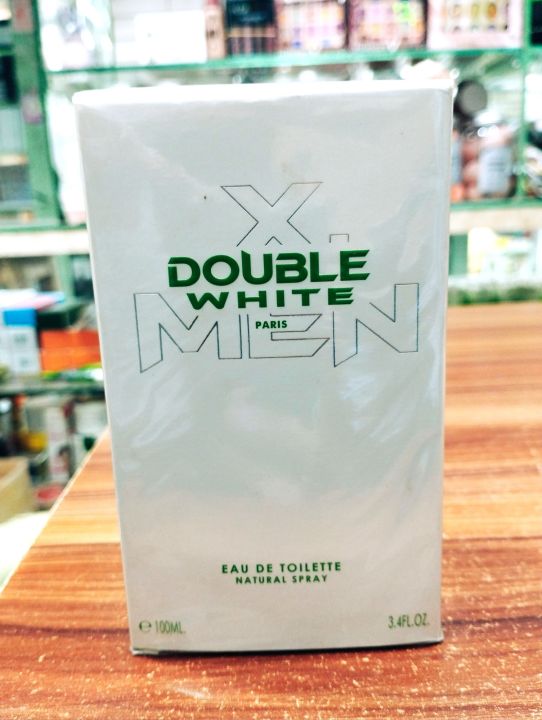 X.
DOUBLE
WHITE
PARIS
MEN
EAU DE TOILETTE
NATURAL SPRAY
e 100ML.
3.4FL.OZ.